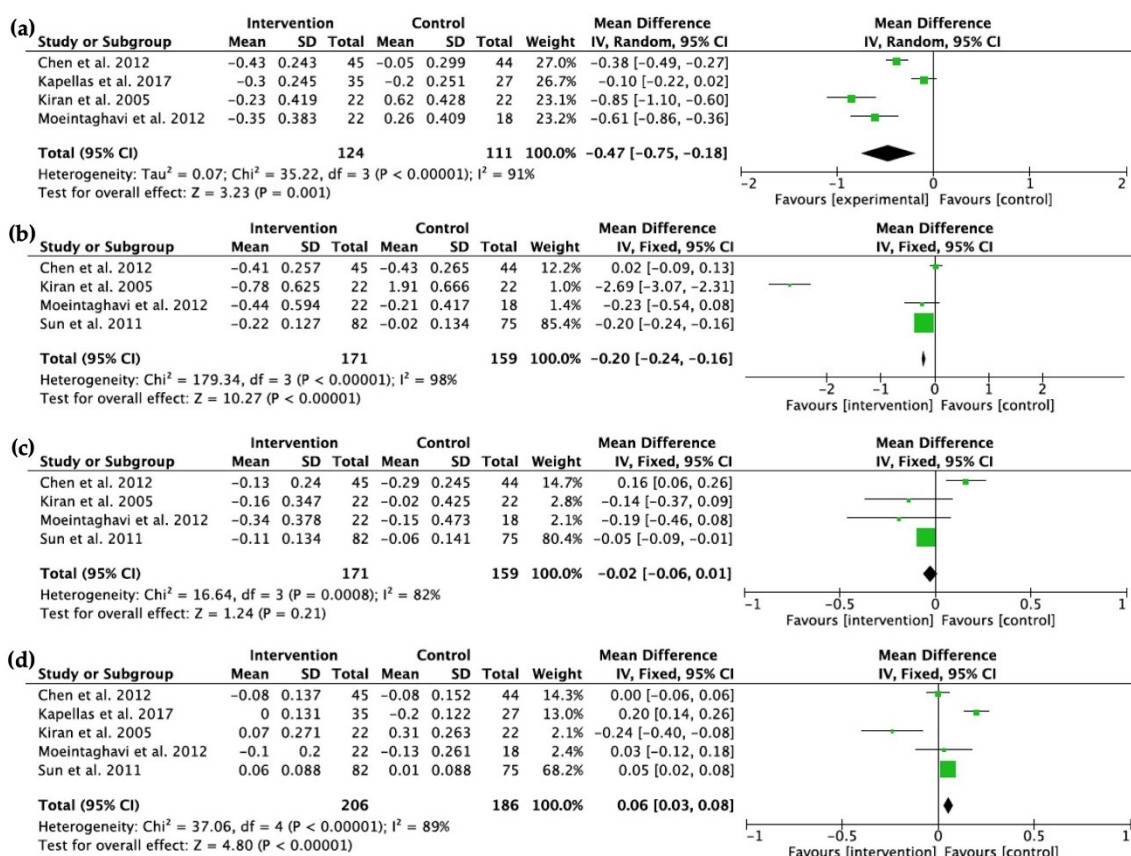 (a) Intervention Control Mean Difference Mean Difference
Study or Subgroup Mean SD Total Mean SD Total Weight IV, Random, 95% CI IV, Random, 95% CI
Chen et al. 2012 −0.43 0.243 45 −0.05 0.299 44 27.0% −0.38 [−0.49, −0.27]
Kapellas et al. 2017 −0.3 0.245 35 −0.2 0.251 27 26.7% −0.10 [−0.22, 0.02]
Kiran et al. 2005 −0.23 0.419 22 0.62 0.428 22 23.1% −0.85 [−1.10, −0.60]
Moeintaghavi et al. 2012 −0.35 0.383 22 0.26 0.409 18 23.2% −0.61 [−0.86, −0.36]
Total (95% CI) 124 111 100.0% −0.47 [−0.75, −0.18]
Heterogeneity: Tau² = 0.07; Chi² = 35.22, df = 3 (P < 0.00001); I² = 91%
Test for overall effect: Z = 3.23 (P = 0.001)
−2 −1 0 1 2
Favours [experimental] Favours [control]
(b) Intervention Control Mean Difference Mean Difference
Study or Subgroup Mean SD Total Mean SD Total Weight IV, Fixed, 95% CI IV, Fixed, 95% CI
Chen et al. 2012 −0.41 0.257 45 −0.43 0.265 44 12.2% 0.02 [−0.09, 0.13]
Kiran et al. 2005 −0.78 0.625 22 1.91 0.666 22 1.0% −2.69 [−3.07, −2.31]
Moeintaghavi et al. 2012 −0.44 0.594 22 −0.21 0.417 18 1.4% −0.23 [−0.54, 0.08]
Sun et al. 2011 −0.22 0.127 82 −0.02 0.134 75 85.4% −0.20 [−0.24, −0.16]
Total (95% CI) 171 159 100.0% −0.20 [−0.24, −0.16]
Heterogeneity: Chi² = 179.34, df = 3 (P < 0.00001); I² = 98%
Test for overall effect: Z = 10.27 (P < 0.00001)
−2 −1 0 1 2
Favours [intervention] Favours [control]
(c) Intervention Control Mean Difference Mean Difference
Study or Subgroup Mean SD Total Mean SD Total Weight IV, Fixed, 95% CI IV, Fixed, 95% CI
Chen et al. 2012 −0.13 0.24 45 −0.29 0.245 44 14.7% 0.16 [0.06, 0.26]
Kiran et al. 2005 −0.16 0.347 22 −0.02 0.425 22 2.8% −0.14 [−0.37, 0.09]
Moeintaghavi et al. 2012 −0.34 0.378 22 −0.15 0.473 18 2.1% −0.19 [−0.46, 0.08]
Sun et al. 2011 −0.11 0.134 82 −0.06 0.141 75 80.4% −0.05 [−0.09, −0.01]
Total (95% CI) 171 159 100.0% −0.02 [−0.06, 0.01]
Heterogeneity: Chi² = 16.64, df = 3 (P = 0.0008); I² = 82%
Test for overall effect: Z = 1.24 (P = 0.21)
−1 −0.5 0 0.5 1
Favours [intervention] Favours [control]
(d) Intervention Control Mean Difference Mean Difference
Study or Subgroup Mean SD Total Mean SD Total Weight IV, Fixed, 95% CI IV, Fixed, 95% CI
Chen et al. 2012 −0.08 0.137 45 −0.08 0.152 44 14.3% 0.00 [−0.06, 0.06]
Kapellas et al. 2017 0 0.131 35 −0.2 0.122 27 13.0% 0.20 [0.14, 0.26]
Kiran et al. 2005 0.07 0.271 22 0.31 0.263 22 2.1% −0.24 [−0.40, −0.08]
Moeintaghavi et al. 2012 −0.1 0.2 22 −0.13 0.261 18 2.4% 0.03 [−0.12, 0.18]
Sun et al. 2011 0.06 0.088 82 0.01 0.088 75 68.2% 0.05 [0.02, 0.08]
Total (95% CI) 206 186 100.0% 0.06 [0.03, 0.08]
Heterogeneity: Chi² = 37.06, df = 4 (P < 0.00001); I² = 89%
Test for overall effect: Z = 4.80 (P < 0.00001)
−1 −0.5 0 0.5 1
Favours [intervention] Favours [control]